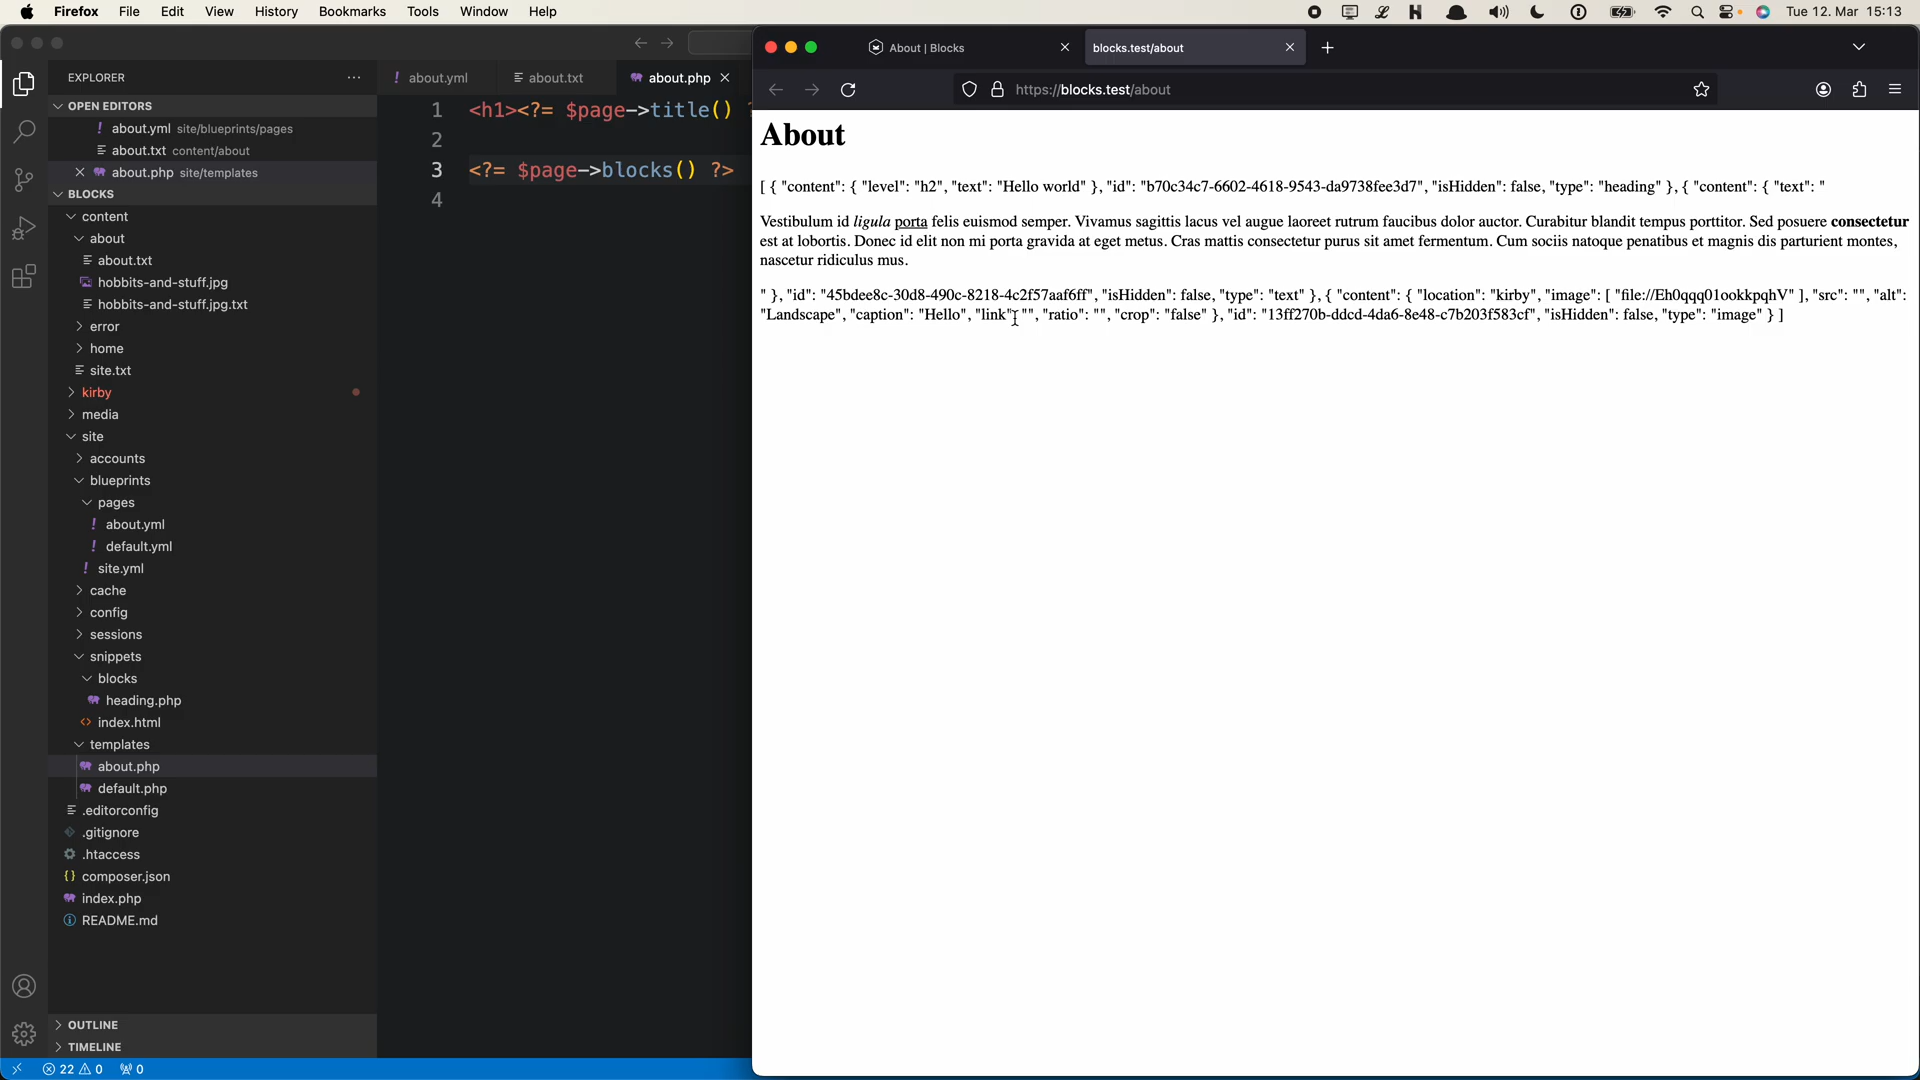 Firefox File Edit View History Bookmarks Tools Window Help Tue 12. Mar 15:13
EXPLORER
OPEN EDITORS
about.yml site/blueprints/pages
about.txt content/about
about.php site/templates
BLOCKS
content
about
about.txt
hobbits-and-stuff.jpg
hobbits-and-stuff.jpg.txt
error
home
site.txt
kirby
media
site
accounts
blueprints
pages
about.yml
default.yml
site.yml
cache
config
sessions
snippets
blocks
heading.php
index.html
templates
about.php
default.php
.editorconfig
.gitignore
.htaccess
composer.json
index.php
README.md
OUTLINE
TIMELINE
22 0 0
about.yml about.txt about.php
1 <h1><?= $page->title()
2
3 <?= $page->blocks() ?>
4
About | Blocks blocks.test/about
https://blocks.test/about
About
[ { "content": { "level": "h2", "text": "Hello world" }, "id": "b70c34c7-6602-4618-9543-da9738fee3d7", "isHidden": false, "type": "heading" }, { "content": { "text": "
Vestibulum id ligula porta felis euismod semper. Vivamus sagittis lacus vel augue laoreet rutrum faucibus dolor auctor. Curabitur blandit tempus porttitor. Sed posuere consectetur
est at lobortis. Donec id elit non mi porta gravida at eget metus. Cras mattis consectetur purus sit amet fermentum. Cum sociis natoque penatibus et magnis dis parturient montes,
nascetur ridiculus mus.
" }, "id": "45bdee8c-30d8-490c-8218-4c2f57aaf6ff", "isHidden": false, "type": "text" }, { "content": { "location": "kirby", "image": [ "file://Eh0qqq01ookkpqhV" ], "src": "", "alt":
"Landscape", "caption": "Hello", "link": "", "ratio": "", "crop": "false" }, "id": "13ff270b-ddcd-4da6-8e48-c7b203f583cf", "isHidden": false, "type": "image" } ]